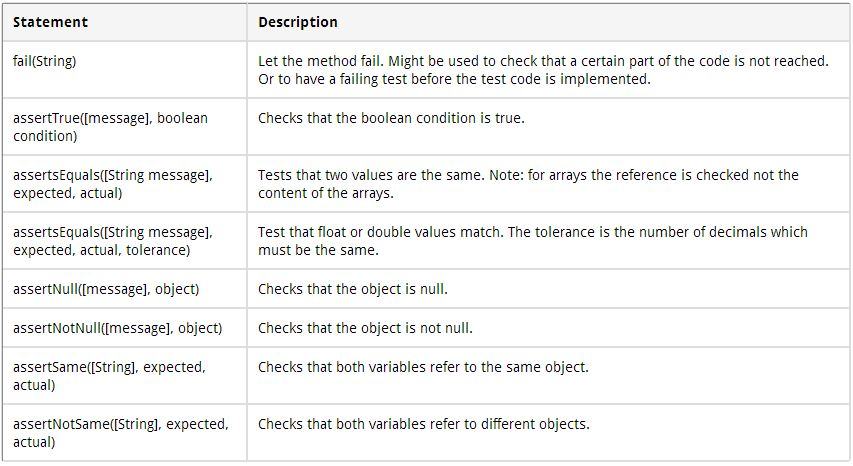 Statement
Description
fail(String)
Let the method fail. Might be used to check that a certain part of the code is not reached.
Or to have a failing test before the test code is implemented.
assertTrue([message], boolean
condition)
Checks that the boolean condition is true.
assertsEquals([String message],
expected, actual)
Tests that two values are the same. Note: for arrays the reference is checked not the
content of the arrays.
assertsEquals([String message],
expected, actual, tolerance)
Test that float or double values match. The tolerance is the number of decimals which
must be the same.
assertNull([message], object)
Checks that the object is null.
assertNotNull([message], object)
Checks that the object is not null.
assertSame([String], expected,
actual)
Checks that both variables refer to the same object.
assertNotSame([String], expected,
actual)
Checks that both variables refer to different objects.